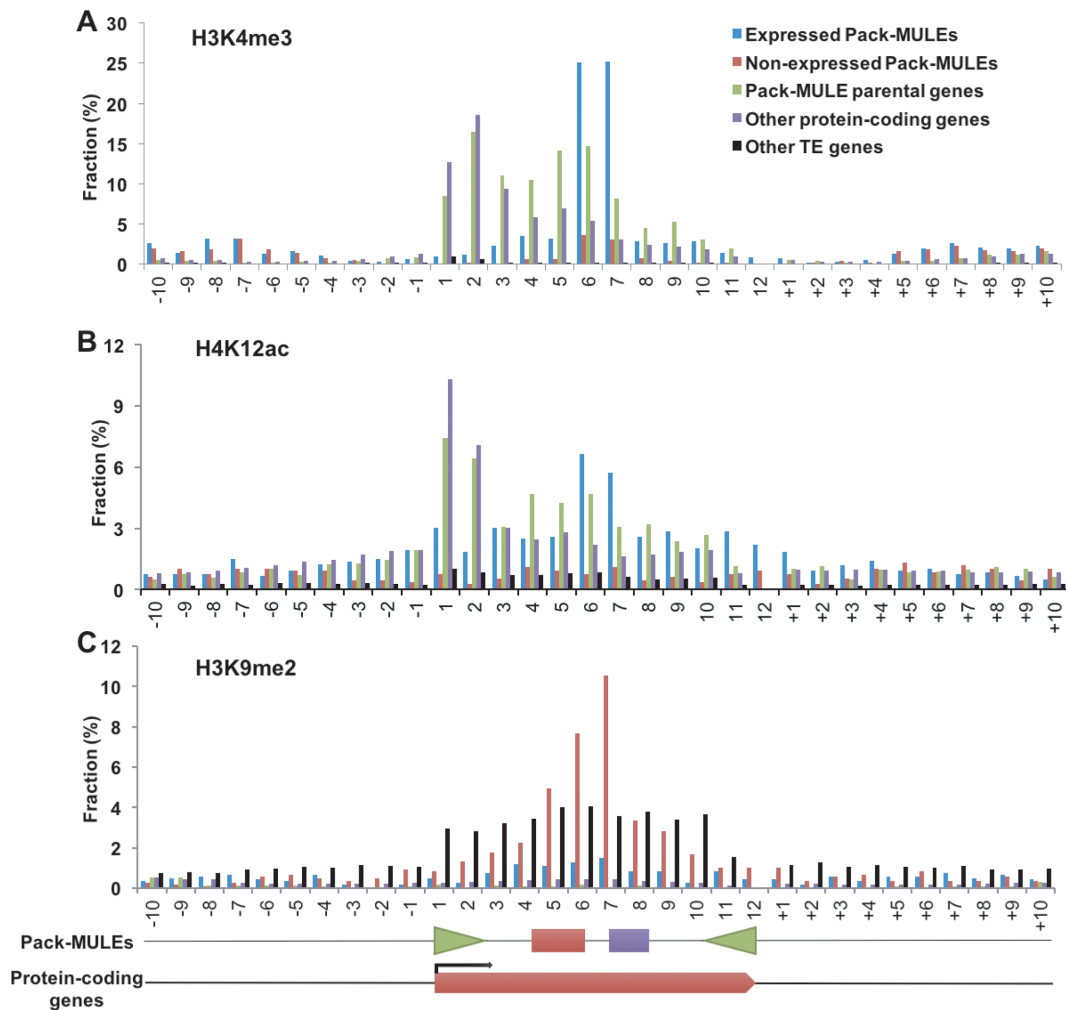 A
H3K4me3
Expressed Pack-MULEs
Non-expressed Pack-MULEs
Pack-MULE parental genes
Other protein-coding genes
Other TE genes
Fraction (%)
30
25
20
15
10
5
0
-10 -9 -8 -7 -6 -5 -4 -3 -2 -1 1 2 3 4 5 6 7 8 9 10 11 12 +1 +2 +3 +4 +5 +6 +7 +8 +9 +10
B
H4K12ac
Fraction (%)
12
9
6
3
0
-10 -9 -8 -7 -6 -5 -4 -3 -2 -1 1 2 3 4 5 6 7 8 9 10 11 12 +1 +2 +3 +4 +5 +6 +7 +8 +9 +10
C
H3K9me2
Fraction (%)
12
10
8
6
4
2
0
-10 -9 -8 -7 -6 -5 -4 -3 -2 -1 1 2 3 4 5 6 7 8 9 10 11 12 +1 +2 +3 +4 +5 +6 +7 +8 +9 +10
Pack-MULEs
Protein-coding
genes